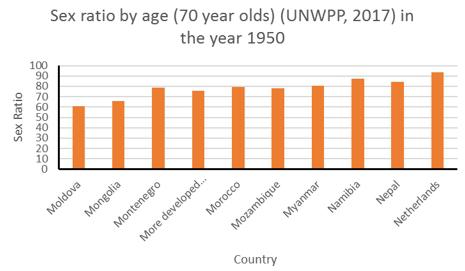 Sex ratio by age (70 year olds) (UNWPP, 2017) in
the year 1950
Sex Ratio
100
90
80
70
60
50
40
30
20
10
0
Moldova
Mongolia
Montenegro
More developed...
Morocco
Mozambique
Myanmar
Namibia
Nepal
Netherlands
Country